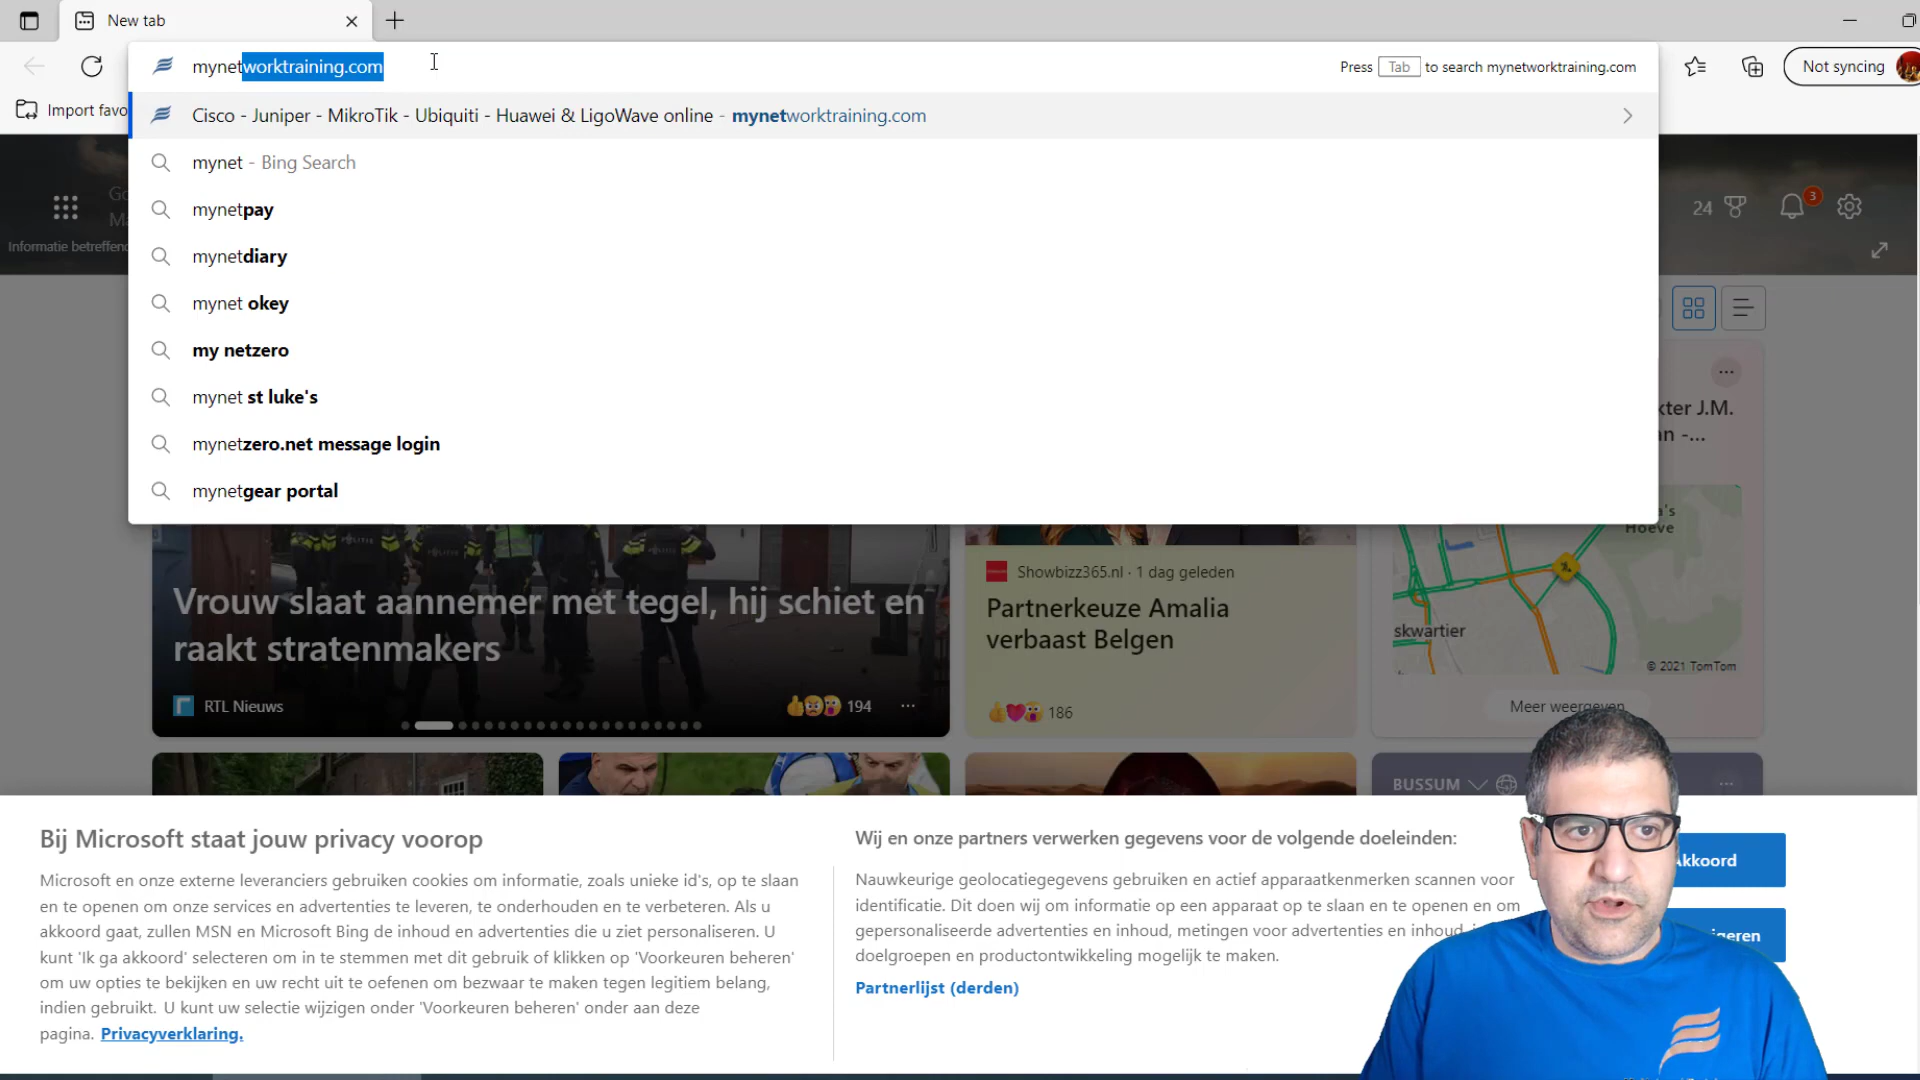 New tab
mynetworktraining.com
Press Tab to search mynetworktraining.com
Not syncing
Import favo
Cisco - Juniper - MikroTik - Ubiquiti - Huawei & LigoWave online - mynetworktraining.com
mynet - Bing Search
mynetpay
mynetdiary
mynet okey
my netzero
mynet st luke's
mynetzero.net message login
mynetgear portal
Go
Ma
Informatie betreffend
24
3
kter J.M.
an -...
's
Hoeve
skwartier
© 2021 TomTom
Meer weergeven
Vrouw slaat aannemer met tegel, hij schiet en
raakt stratenmakers
RTL Nieuws
194
Showbizz365.nl · 1 dag geleden
Partnerkeuze Amalia
verbaast Belgen
186
BUSSUM
Bij Microsoft staat jouw privacy voorop
Microsoft en onze externe leveranciers gebruiken cookies om informatie, zoals unieke id's, op te slaan
en te openen om onze services en advertenties te leveren, te onderhouden en te verbeteren. Als u
akkoord gaat, zullen MSN en Microsoft Bing de inhoud en advertenties die u ziet personaliseren. U
kunt 'Ik ga akkoord' selecteren om in te stemmen met dit gebruik of klikken op 'Voorkeuren beheren'
om uw opties te bekijken en uw recht uit te oefenen om bezwaar te maken tegen legitiem belang,
indien gebruikt. U kunt uw selectie wijzigen onder 'Voorkeuren beheren' onder aan deze
pagina. Privacyverklaring.
Wij en onze partners verwerken gegevens voor de volgende doeleinden:
Nauwkeurige geolocatiegegevens gebruiken en actief apparaatkenmerken scannen voor
identificatie. Dit doen wij om informatie op een apparaat op te slaan en te openen en om
gepersonaliseerde advertenties en inhoud, metingen voor advertenties en inhoud,
doelgroepen en productontwikkeling mogelijk te maken.
Partnerlijst (derden)
Akkoord
igeren